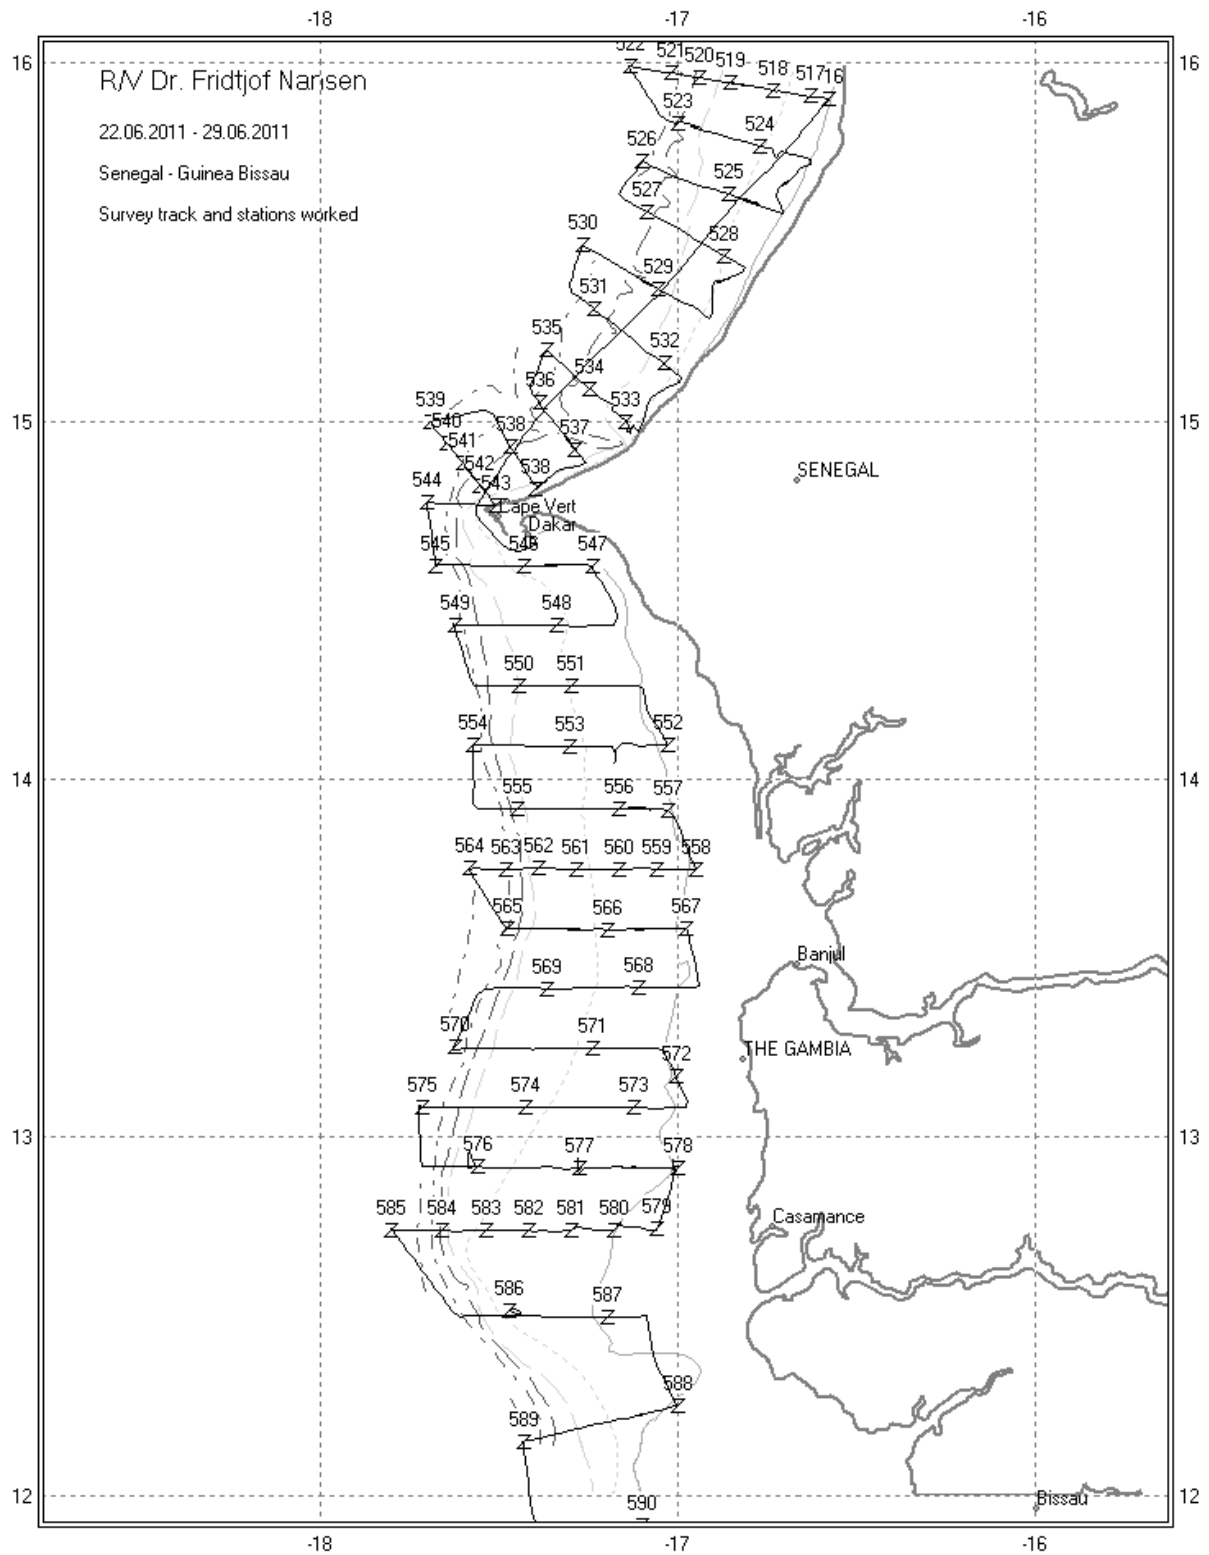 -18 -17 -16
16 16
R/V Dr. Fridtjof Nansen
22.06.2011 - 29.06.2011
Senegal - Guinea Bissau
Survey track and stations worked
522 521 520 519 518 517 16
523 524
526 525
527 528
530 529
531 532
535 534
536 533
539 538 537
15 15
540
541
542 538
SENEGAL
544 543
Cape Vert
Dakar
545 546 547
549 548
550 551
554 553 552
14 14
555 556 557
564 563 562 561 560 559 558
565 566 567
Banjul
569 568
570 571
THE GAMBIA
572
575 574 573
13 13
576 577 578
585 584 583 582 581 580 579
Casamance
586 587
588
589
12 12
590
Bissau
-18 -17 -16